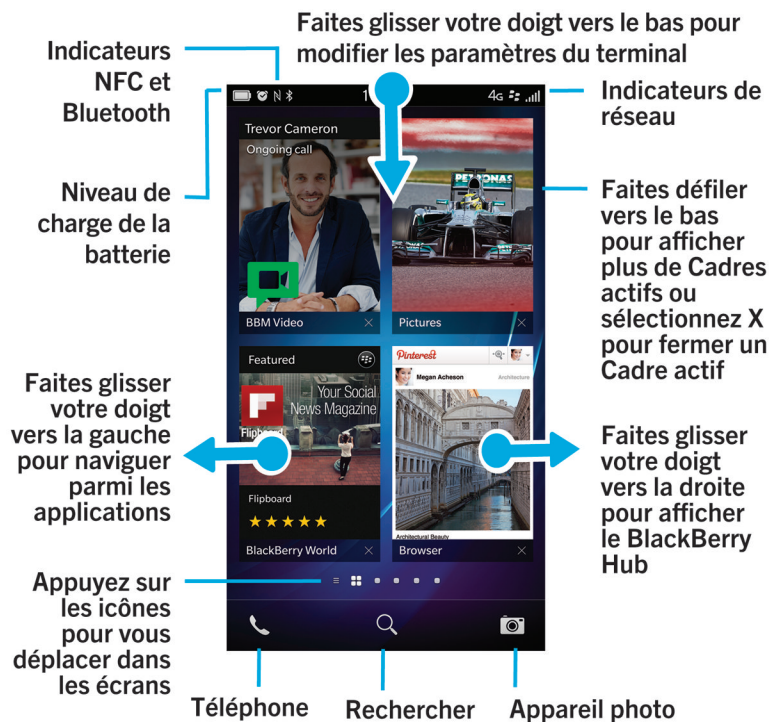 Faites glisser votre doigt vers le bas pour
modifier les paramètres du terminal
Indicateurs
NFC et
Bluetooth
Niveau de
charge de la
batterie
Indicateurs de
réseau
Faites défiler
vers le bas
pour afficher
plus de Cadres
actifs ou
sélectionnez X
pour fermer un
Cadre actif
1
4G
Trevor Cameron
Ongoing call
BBM Video
PETRONAS
Pictures
Featured
Your Social
News Magazine
Flipboard
Flipboard
BlackBerry World
Pinterest
Megan Acheson
Architecture
Architectural Beauty
Browser
Faites glisser
votre doigt
vers la gauche
pour naviguer
parmi les
applications
Faites glisser
votre doigt
vers la droite
pour afficher
le BlackBerry
Hub
Appuyez sur
les icônes
pour vous
déplacer dans
les écrans
Téléphone
Rechercher
Appareil photo